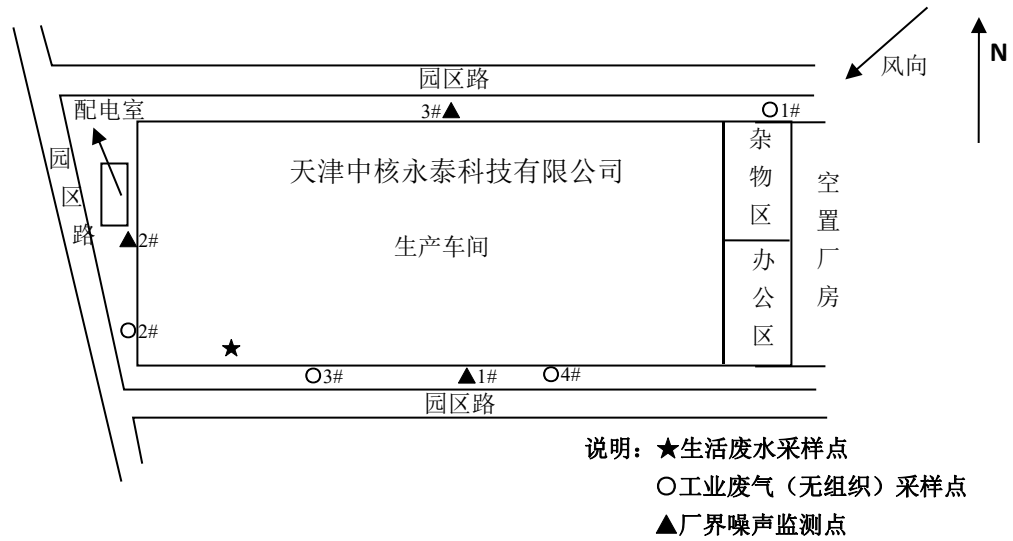 园区路
风向
N
配电室
3#▲
○1#
园区路
天津中核永泰科技有限公司
生产车间
杂物区
办公区
空置厂房
▲2#
○2#
★
○3#
▲1#
○4#
园区路
说明：★生活废水采样点
○工业废气（无组织）采样点
▲厂界噪声监测点